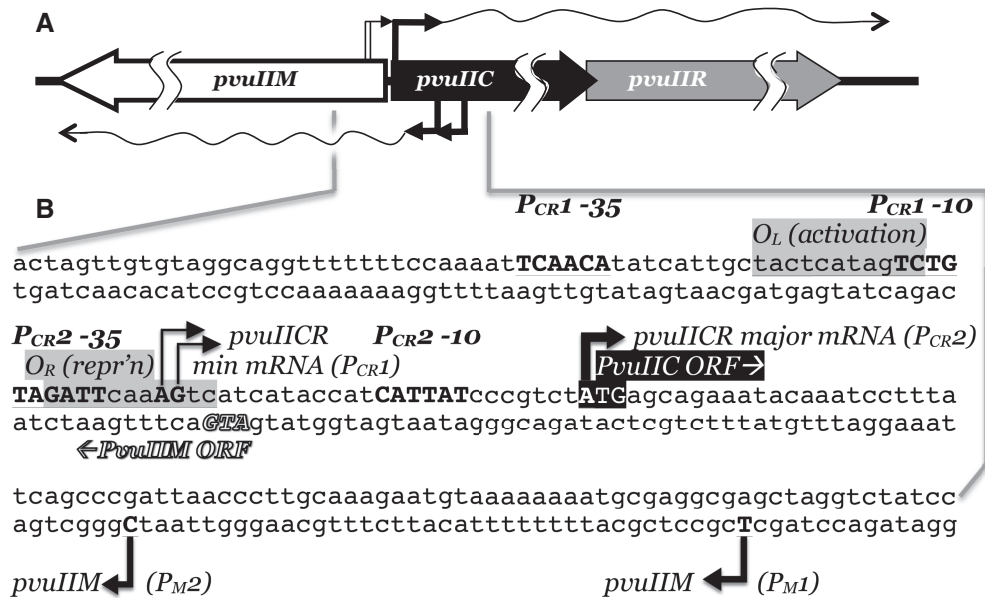 A
pvuIIM pvuIIC pvuIIR
B
PCR1 -35 PCR1 -10
OL (activation)
actagttgtgtaggcaggtttttttccaaaatTCAACAtatcattgctactcatagTCTG
tgatcaacacatccgtccaaaaaaaggttttaagttgtatagtaacgatgagtatcagac
PCR2 -35 pvuIICR PCR2 -10 pvuIICR major mRNA (PCR2)
OR (repr'n) min mRNA (PCR1) PvuIIC ORF→
TAGATTcaaAGtcatcataccatCATTATcccgtctATGagcagaaatacaaatccttta
atctaagtttcaGTAgtatggtagtaatagggcagatactcgtctttatgtttaggaaat
←PvuIIM ORF
tcagcccgattaacccttgcaaagaatgtaaaaaaaatgcgaggcgagctaggtctatcc
agtcgggCtaattgggaacgtttcttacattttttttacgctccgcTcgatccagatagg
pvuIIM (PM2) pvuIIM (PM1)